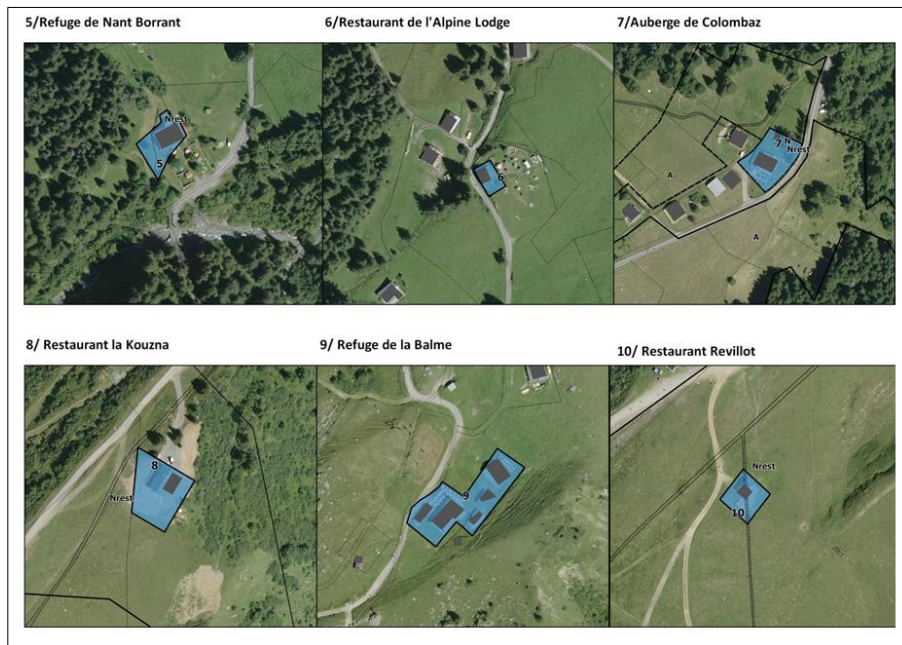 5/Refuge de Nant Borrant
6/Restaurant de l'Alpine Lodge
7/Auberge de Colombaz
Nrest
5
6
7
N
Nrest
A
A
8/ Restaurant la Kouzna
9/ Refuge de la Balme
10/ Restaurant Revillot
8
Nrest
9
Nrest
10